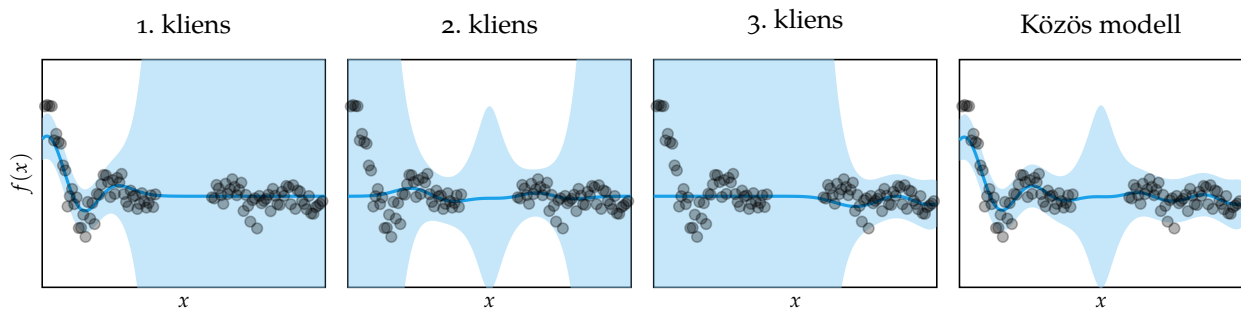 1. kliens
2. kliens
3. kliens
Közös modell
f(x)
x
x
x
x